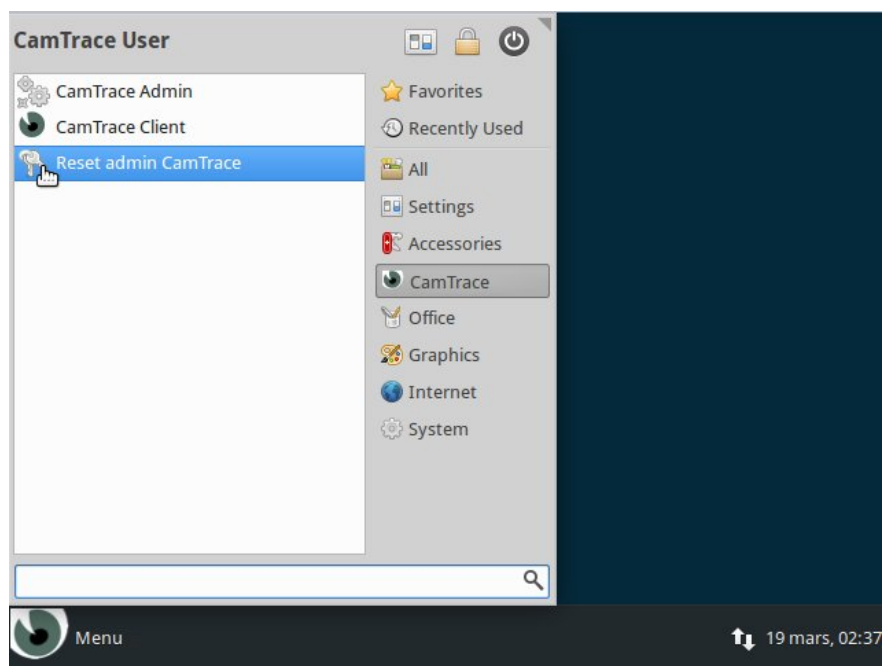 CamTrace User
CamTrace Admin
CamTrace Client
Reset admin CamTrace
Favorites
Recently Used
All
Settings
Accessories
CamTrace
Office
Graphics
Internet
System
Menu
19 mars, 02:37